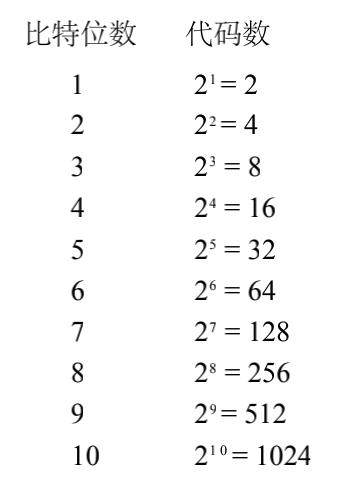 比特位数 代码数
1 2¹= 2
2 2²= 4
3 2³ = 8
4 2⁴ = 16
5 2⁵ = 32
6 2⁶ = 64
7 2⁷ = 128
8 2⁸ = 256
9 2⁹= 512
10 2¹⁰= 1024